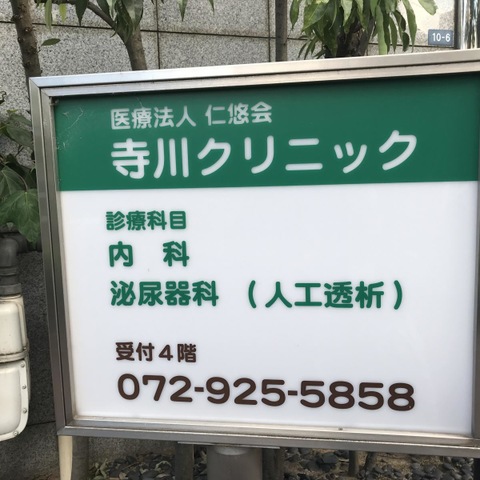 10-6
医療法人 仁悠会
寺川クリニック
診療科目
内 科
泌尿器科 (人工透析)
受付4階
072-925-5858